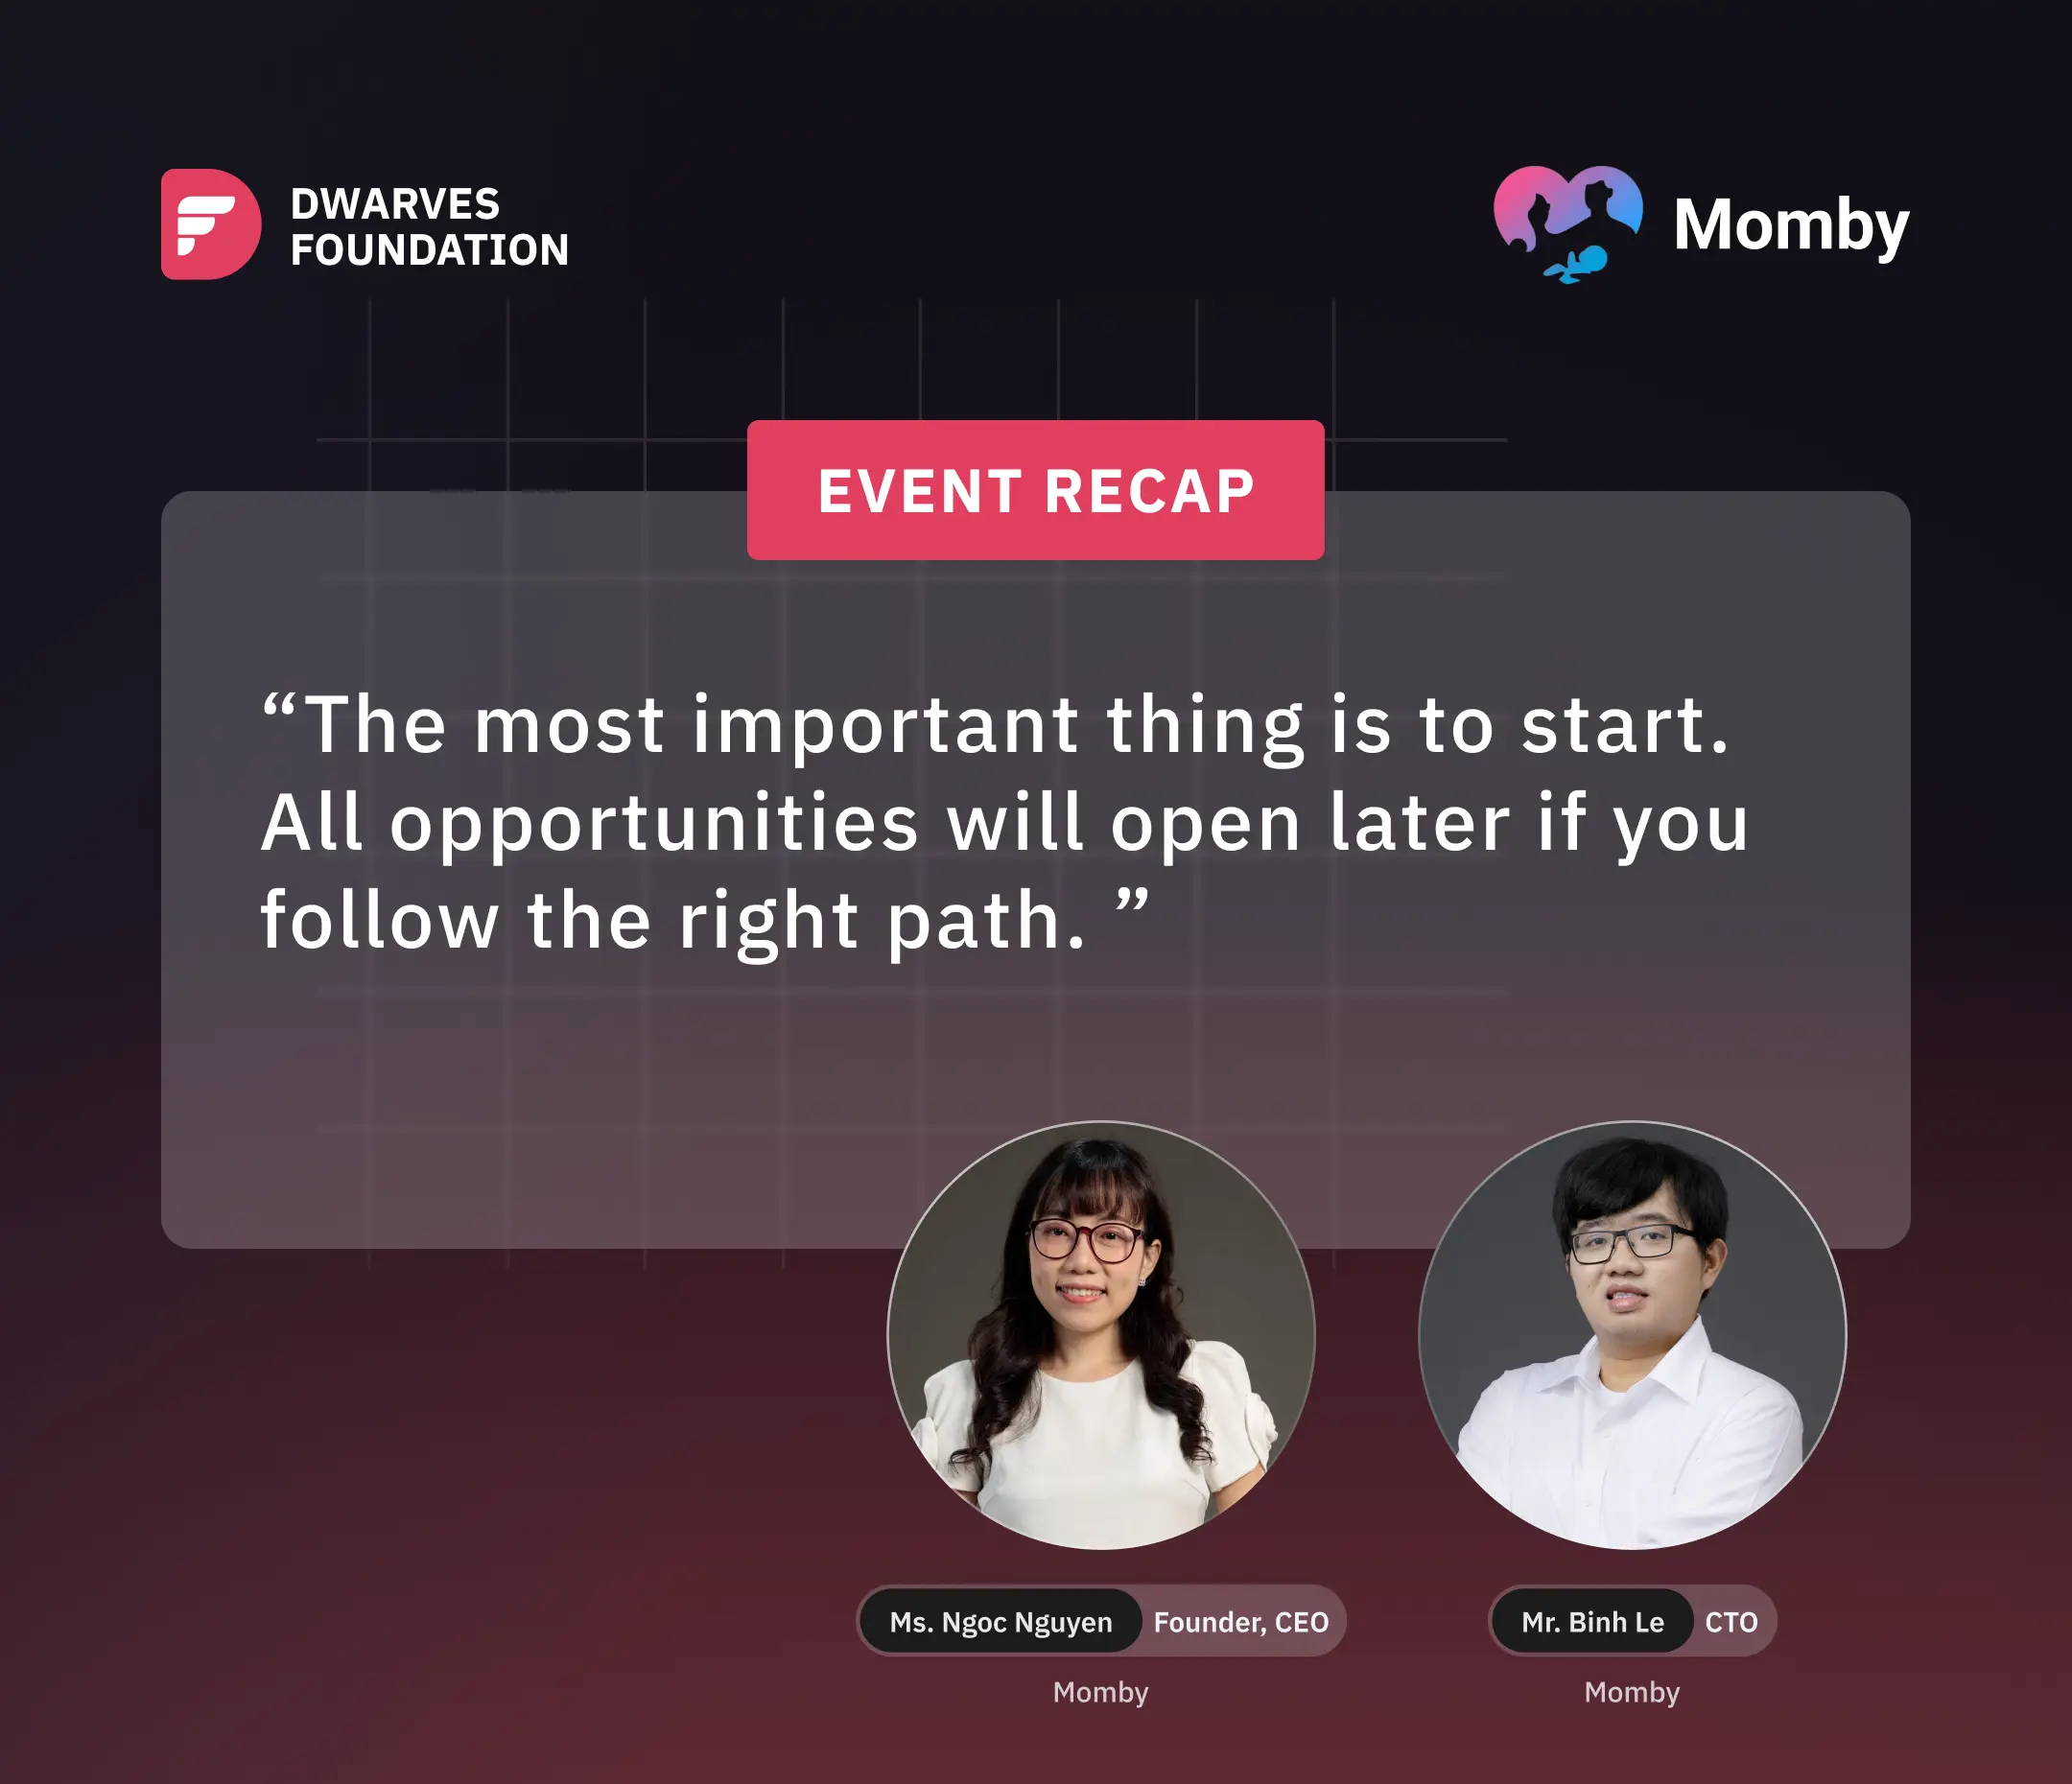 DWARVES
FOUNDATION
Momby
EVENT RECAP
“The most important thing is to start.
All opportunities will open later if you
follow the right path. ”
Ms. Ngoc Nguyen Founder, CEO
Momby
Mr. Binh Le CTO
Momby